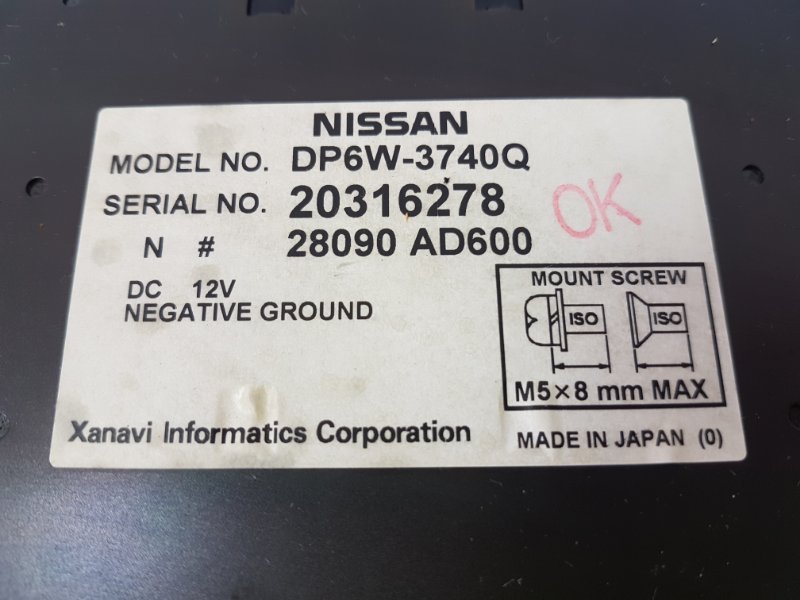 NISSAN
MODEL NO. DP6W-3740Q
SERIAL NO. 20316278
N # 28090 AD600
OK
DC 12V
NEGATIVE GROUND
MOUNT SCREW
ISO ISO
M5×8 mm MAX
Xanavi Informatics Corporation
MADE IN JAPAN (0)